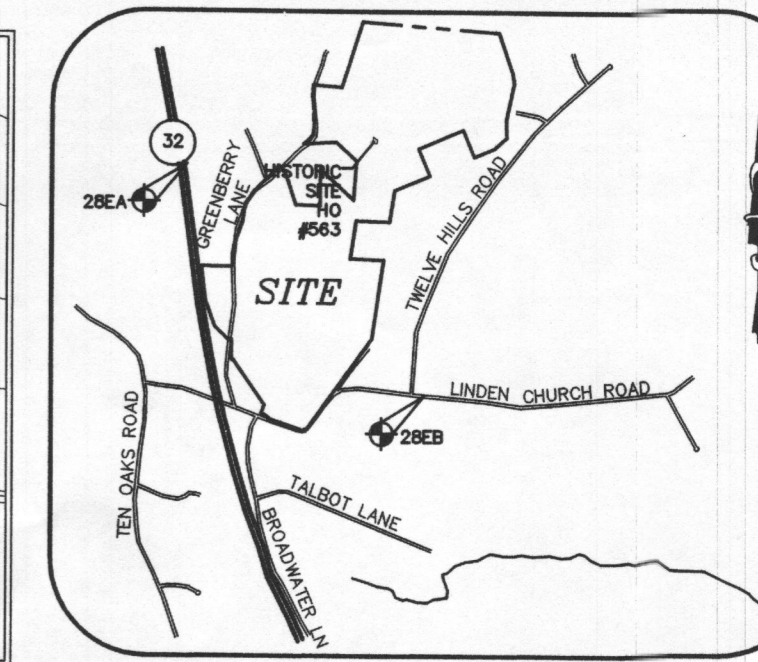 32
28EA
GREENBERRY
LANE
HISTORIC
SITE
HO
#563
SITE
TWELVE HILLS ROAD
LINDEN CHURCH ROAD
28EB
TEN OAKS ROAD
TALBOT LANE
BROADWATER LN